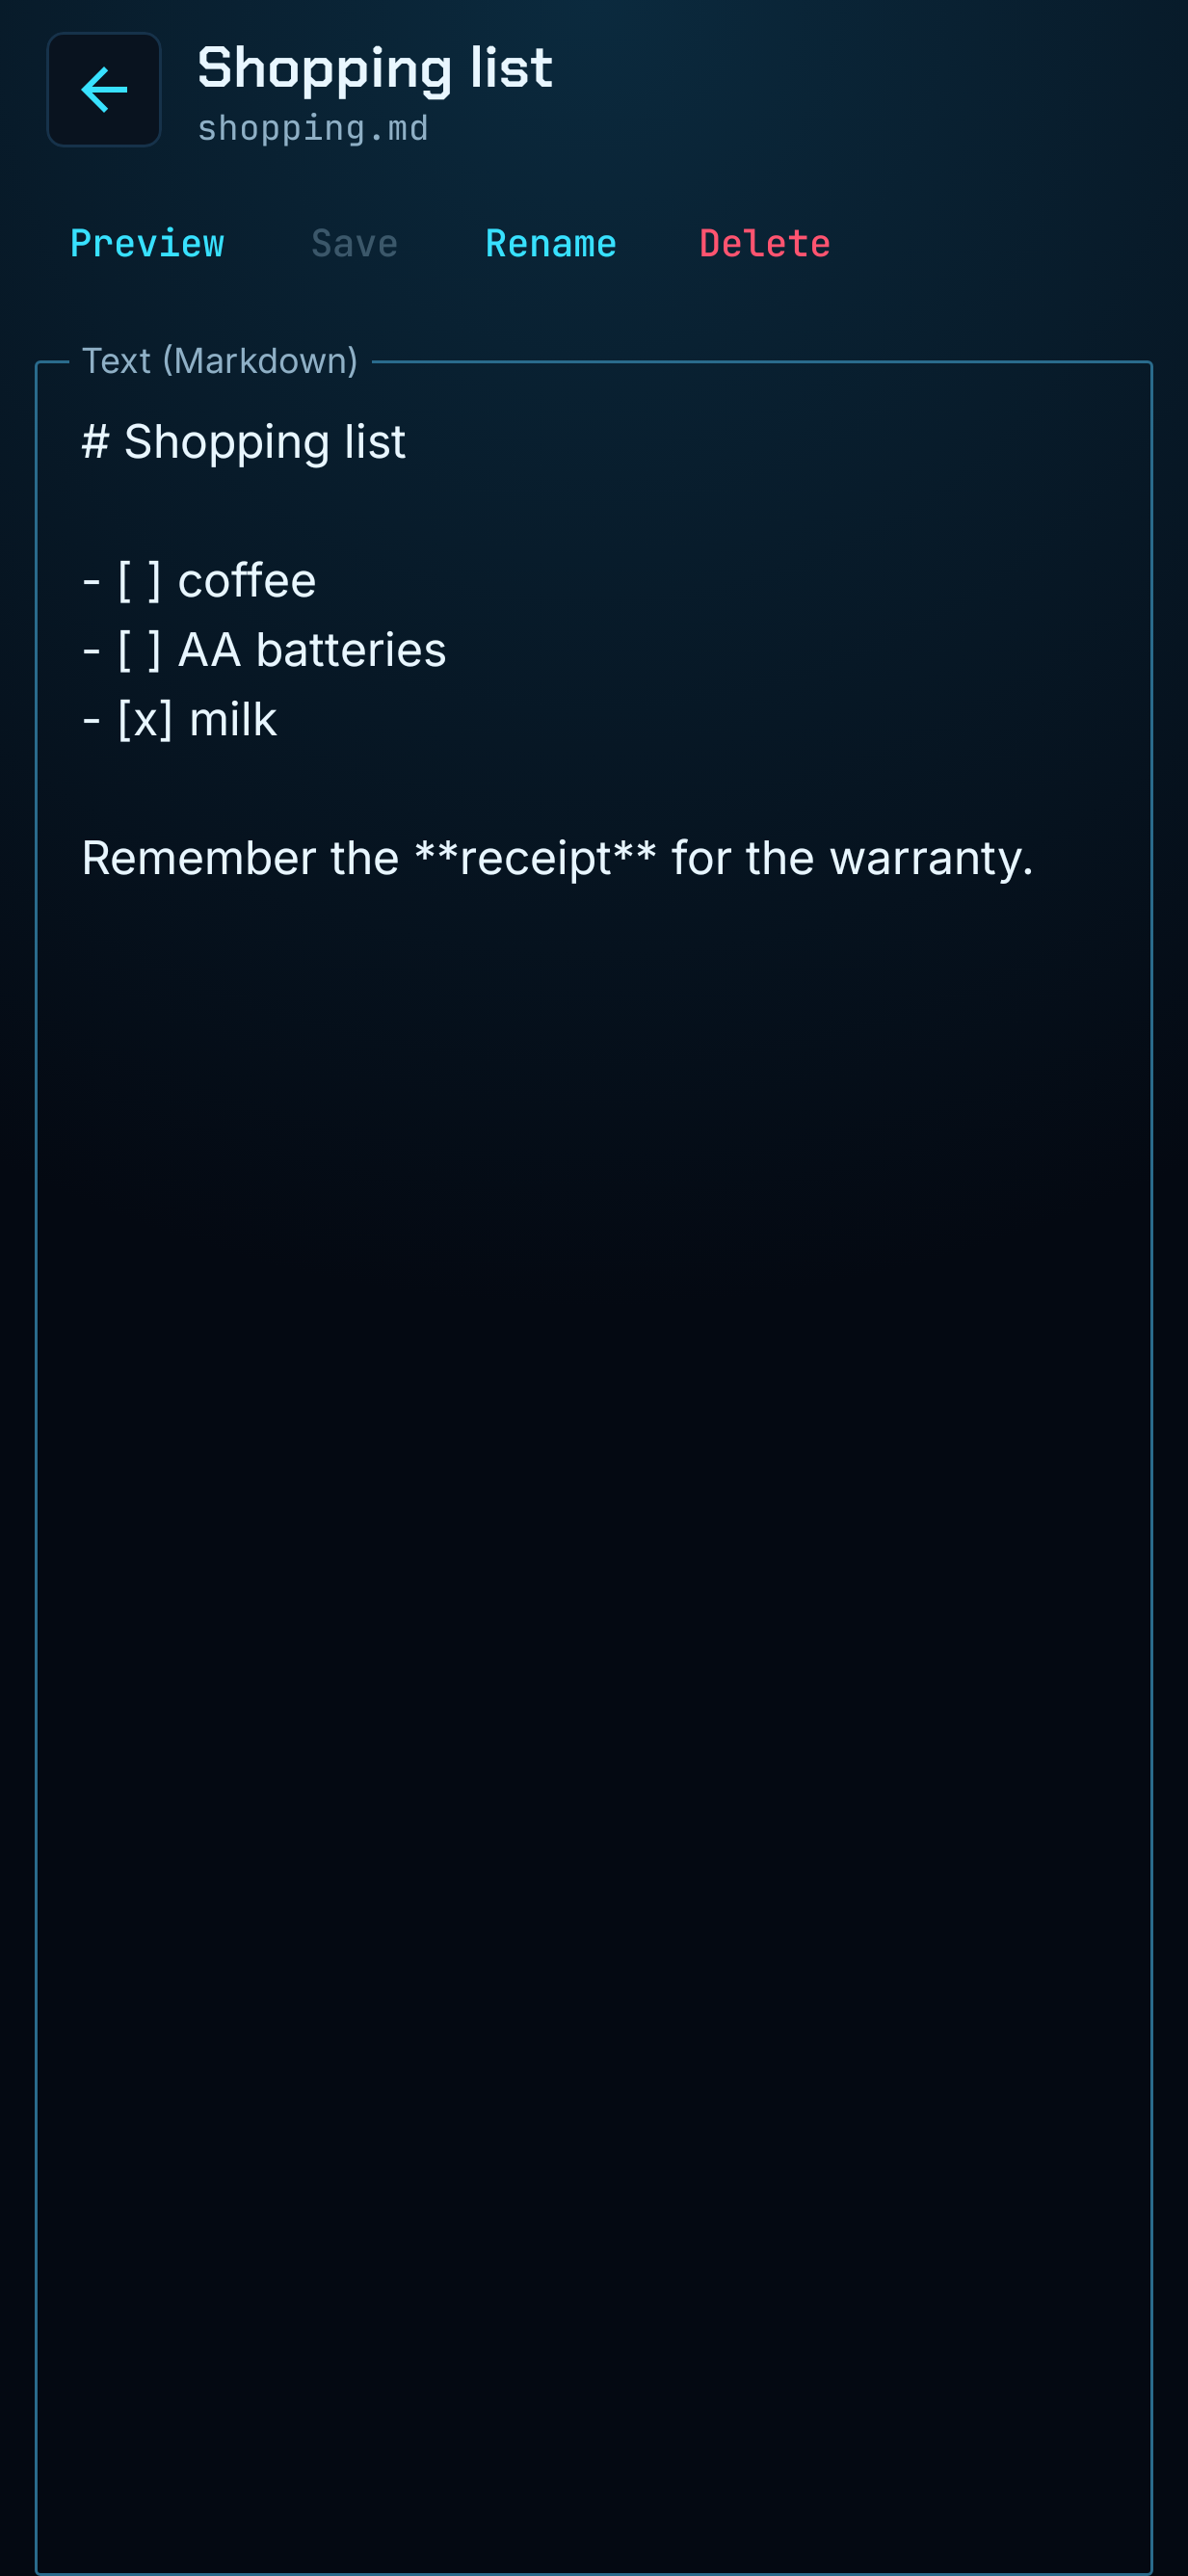 Shopping list
shopping.md
Preview Save Rename Delete
Text (Markdown)
# Shopping list
- [ ] coffee
- [ ] AA batteries
- [x] milk
Remember the **receipt** for the warranty.